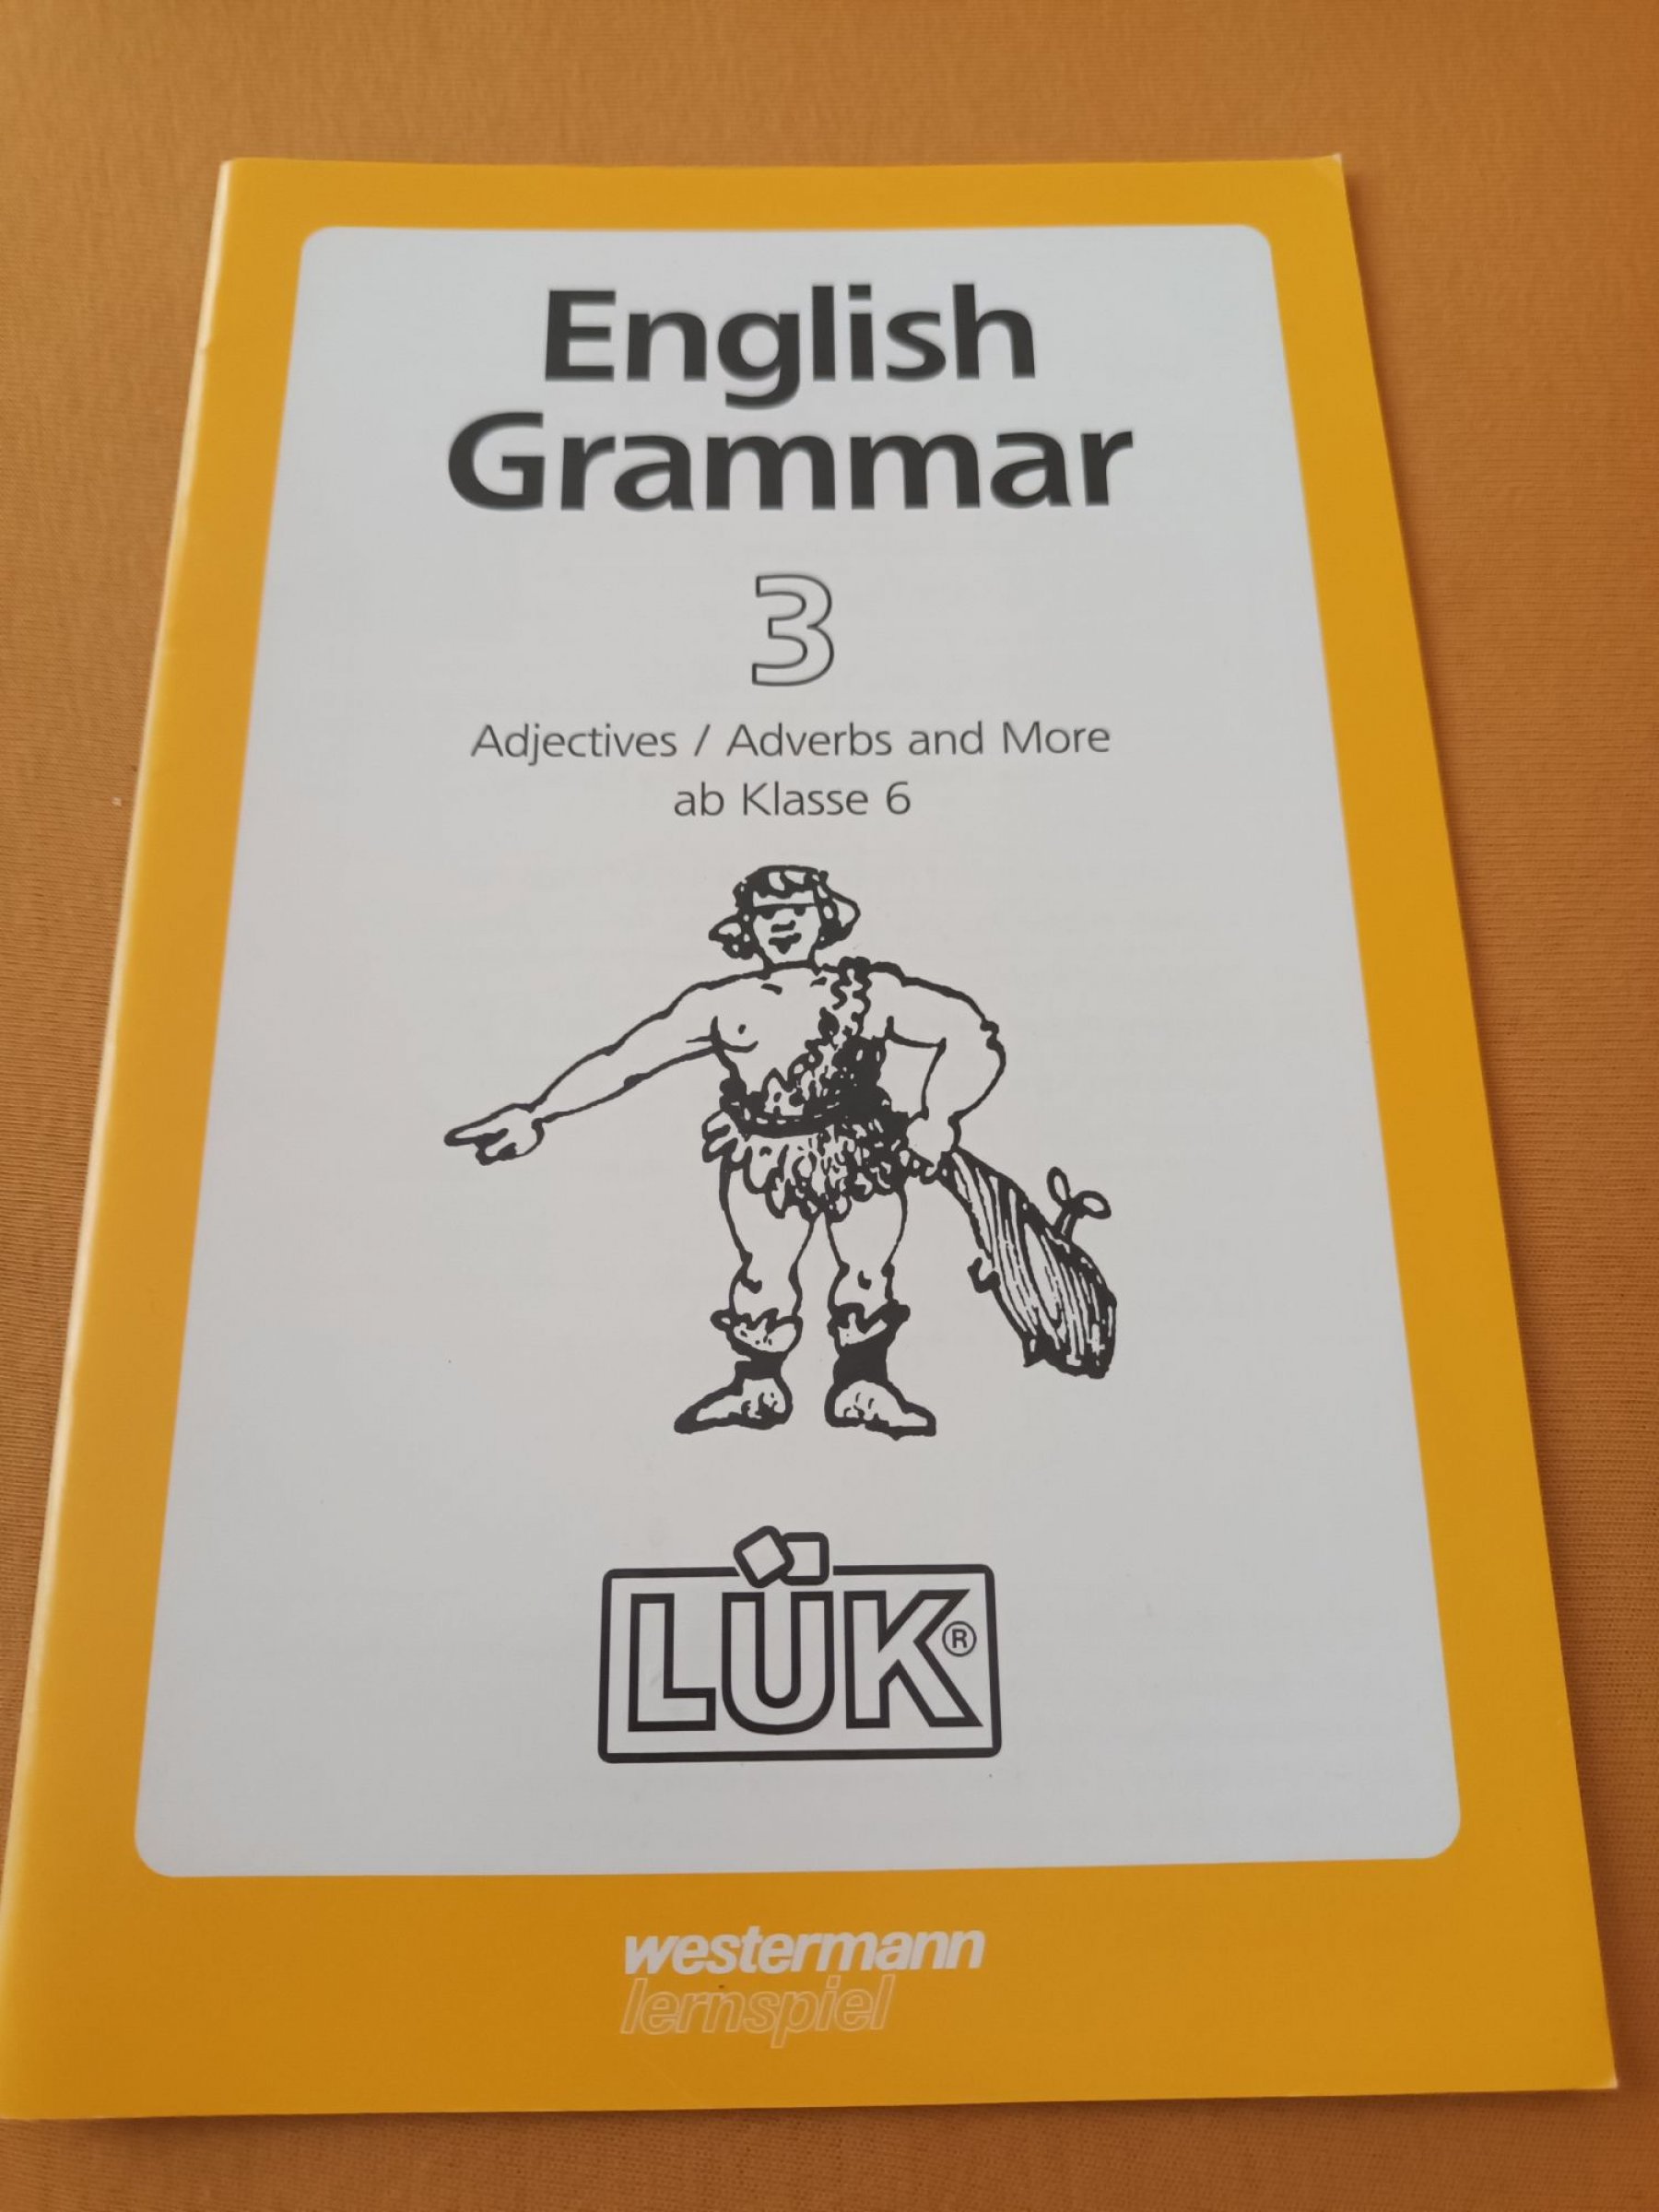 English
Grammar
3
Adjectives / Adverbs and More
ab Klasse 6
LÜK®
westermann
lernspiel